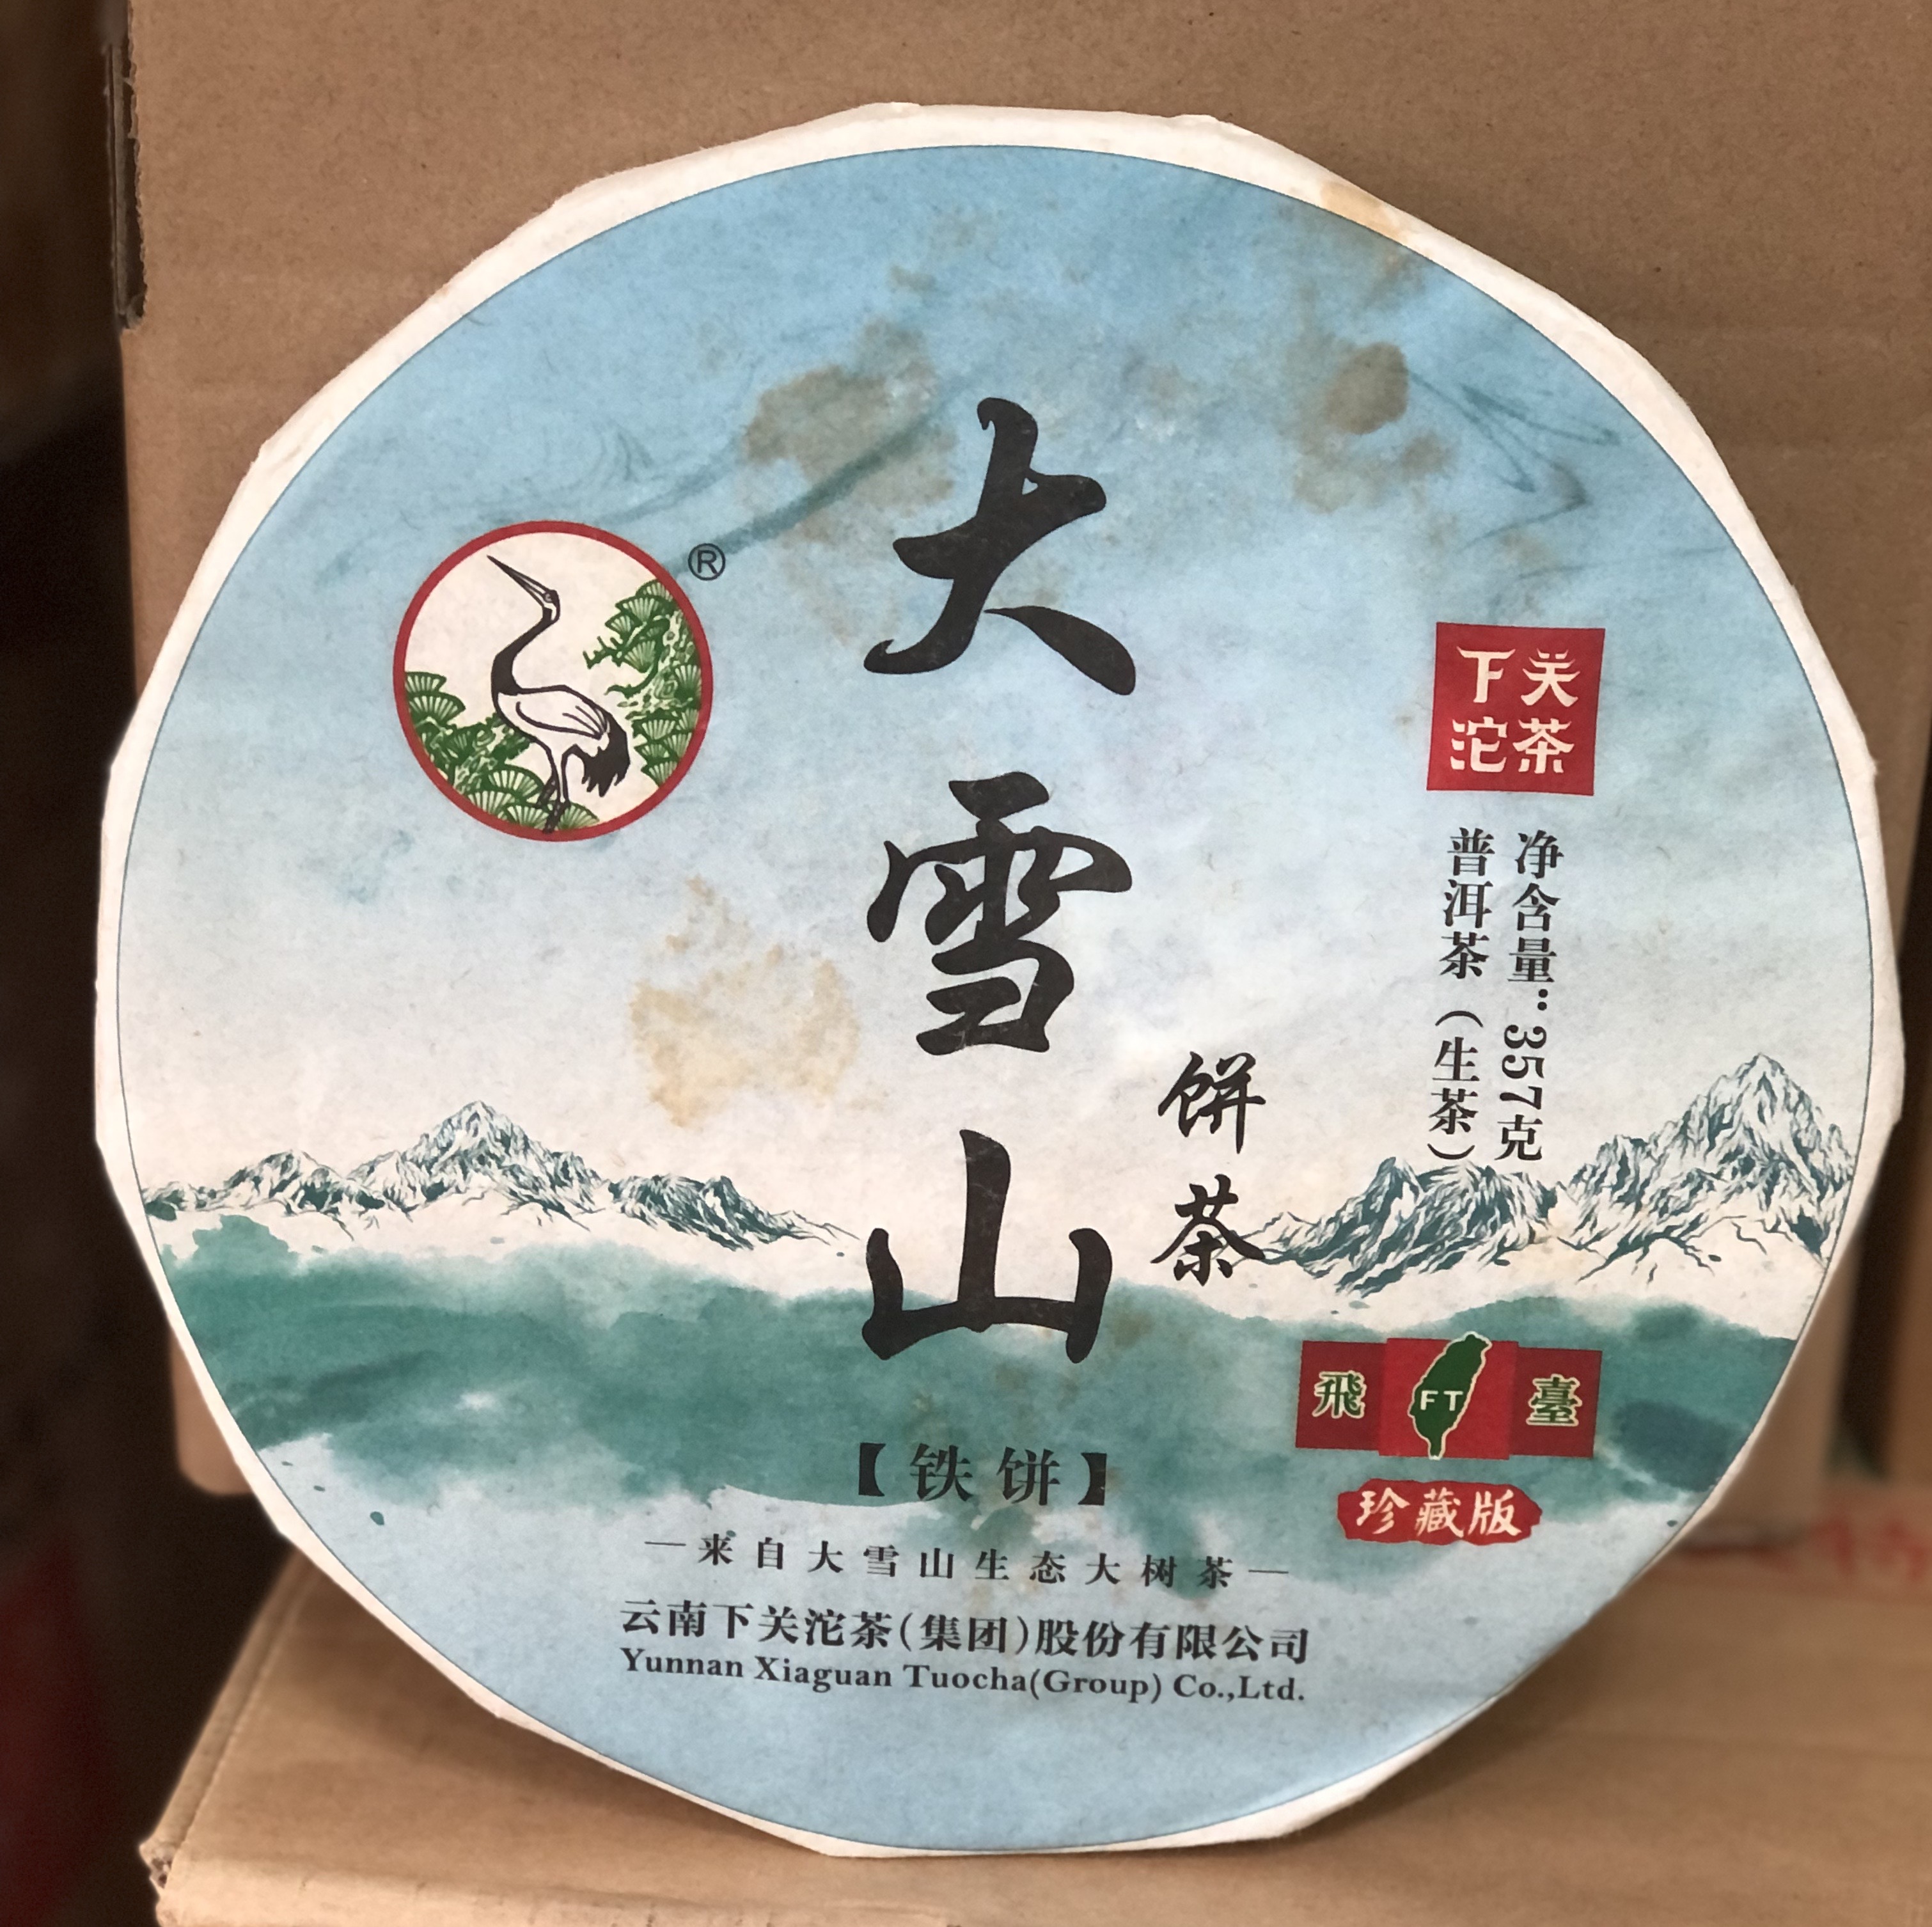 ®
大雪山
饼茶
下关
沱茶
净含量：357克
普洱茶（生茶）
飛 FT 臺
珍藏版
【铁饼】
—来自大雪山生态大树茶—
云南下关沱茶(集团)股份有限公司
Yunnan Xiaguan Tuocha(Group) Co.,Ltd.